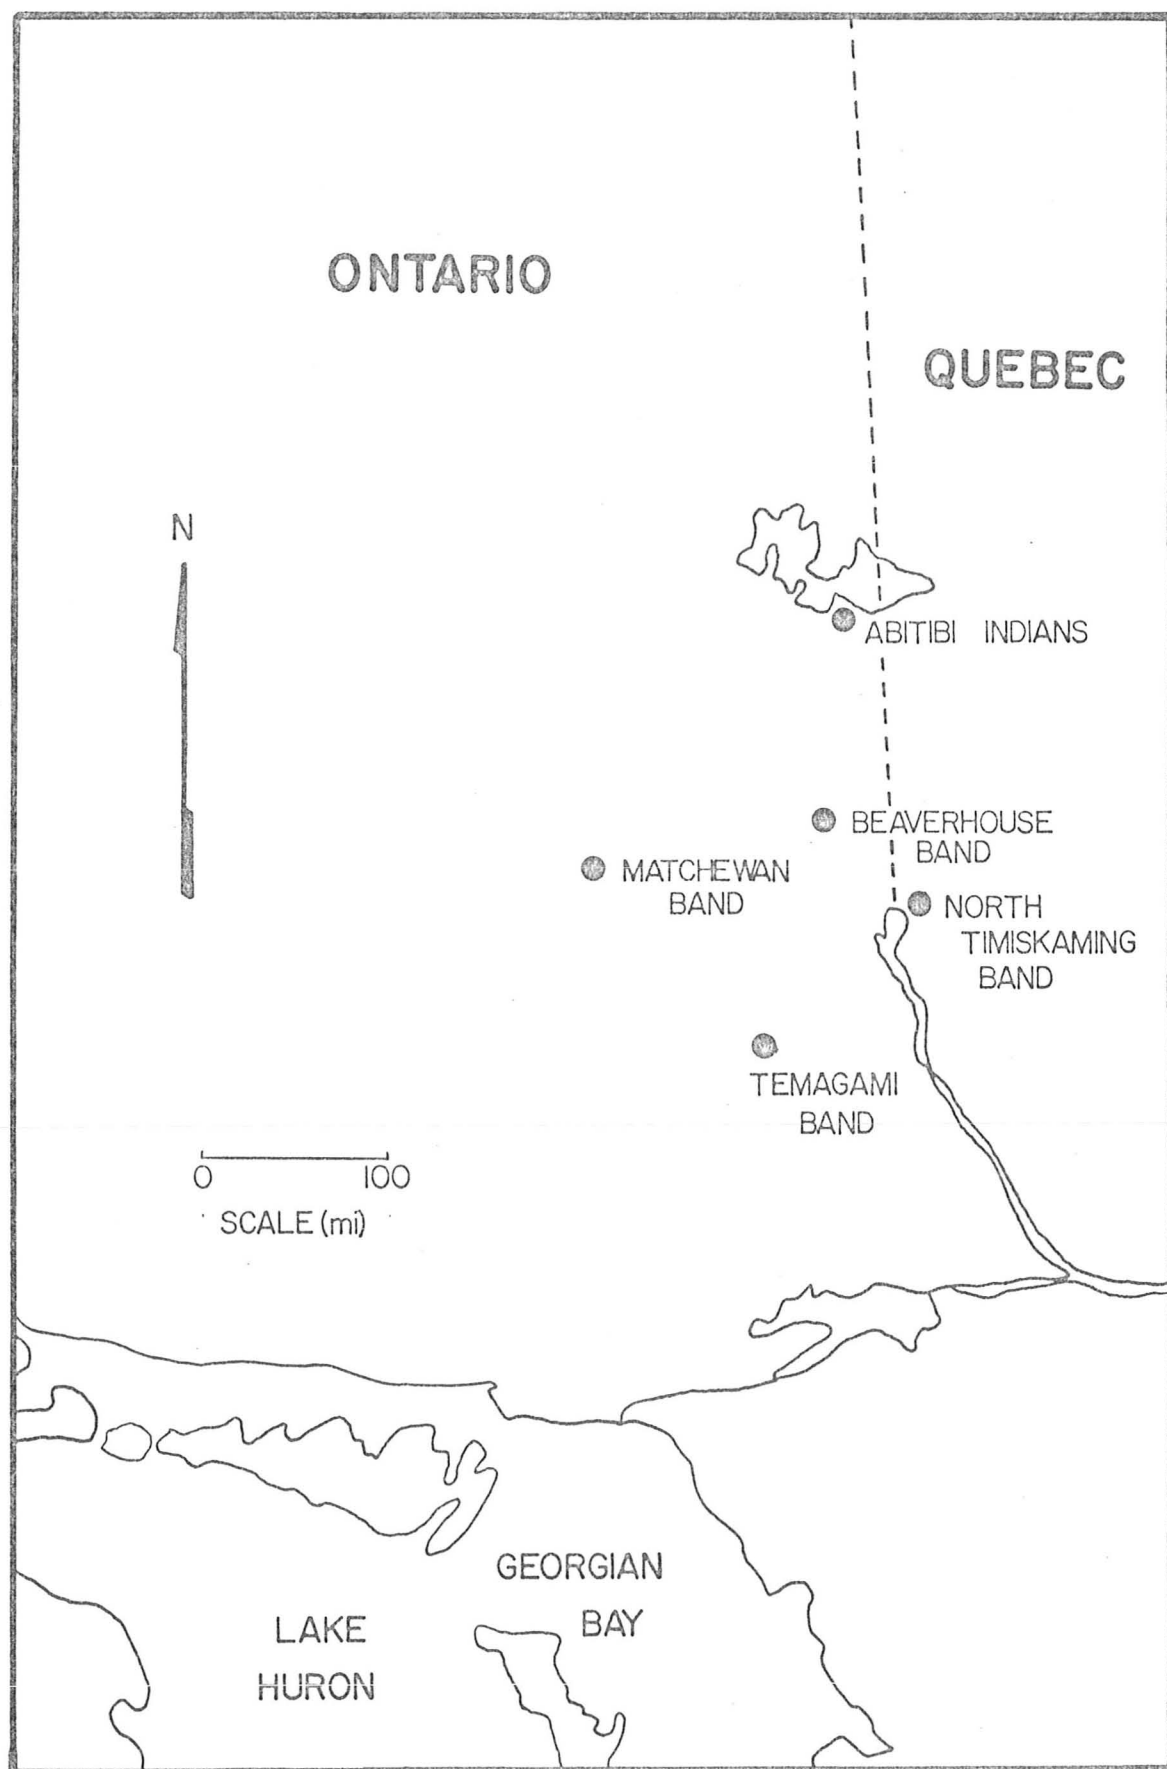 ONTARIO
QUEBEC
N
ABITIBI INDIANS
BEAVERHOUSE
BAND
MATCHEWAN
BAND
NORTH
TIMISKAMING
BAND
TEMAGAMI
BAND
0 100
SCALE (mi)
GEORGIAN
BAY
LAKE
HURON